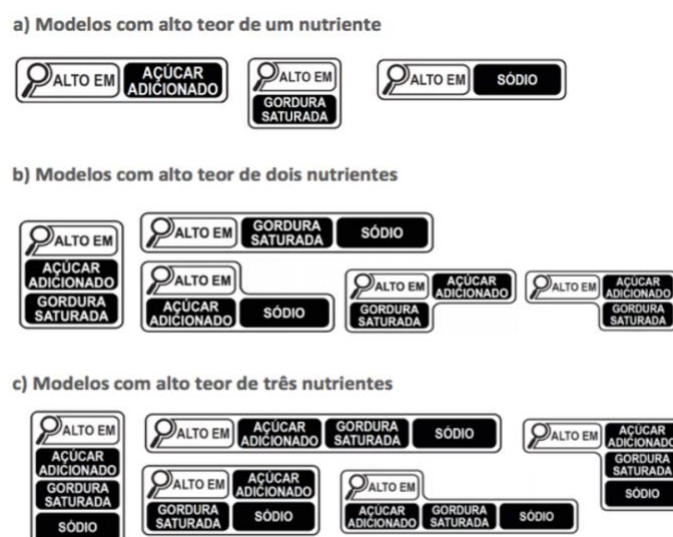 a) Modelos com alto teor de um nutriente
ALTO EM AÇÚCAR ADICIONADO
ALTO EM GORDURA SATURADA
ALTO EM SÓDIO
b) Modelos com alto teor de dois nutrientes
ALTO EM
AÇÚCAR
ADICIONADO
GORDURA
SATURADA
ALTO EM GORDURA SATURADA SÓDIO
ALTO EM
AÇÚCAR ADICIONADO SÓDIO
ALTO EM AÇÚCAR ADICIONADO
GORDURA SATURADA
ALTO EM AÇÚCAR ADICIONADO
GORDURA SATURADA
c) Modelos com alto teor de três nutrientes
ALTO EM
AÇÚCAR
ADICIONADO
GORDURA
SATURADA
SÓDIO
ALTO EM AÇÚCAR ADICIONADO GORDURA SATURADA SÓDIO
ALTO EM AÇÚCAR ADICIONADO
GORDURA SATURADA SÓDIO
ALTO EM
AÇÚCAR ADICIONADO GORDURA SATURADA SÓDIO
ALTO EM AÇÚCAR ADICIONADO
GORDURA SATURADA
SÓDIO